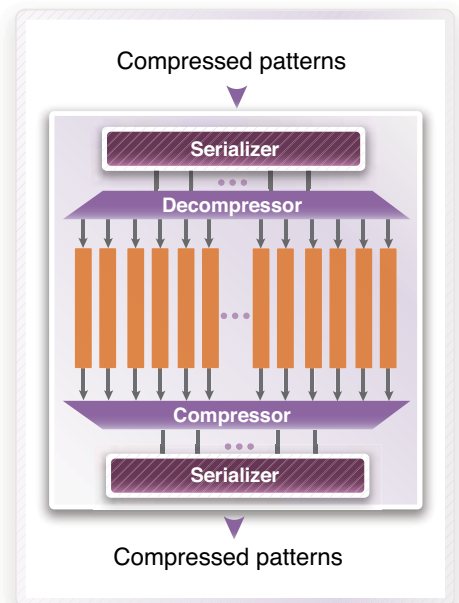 Compressed patterns
Serializer
Decompressor
Compressor
Serializer
Compressed patterns